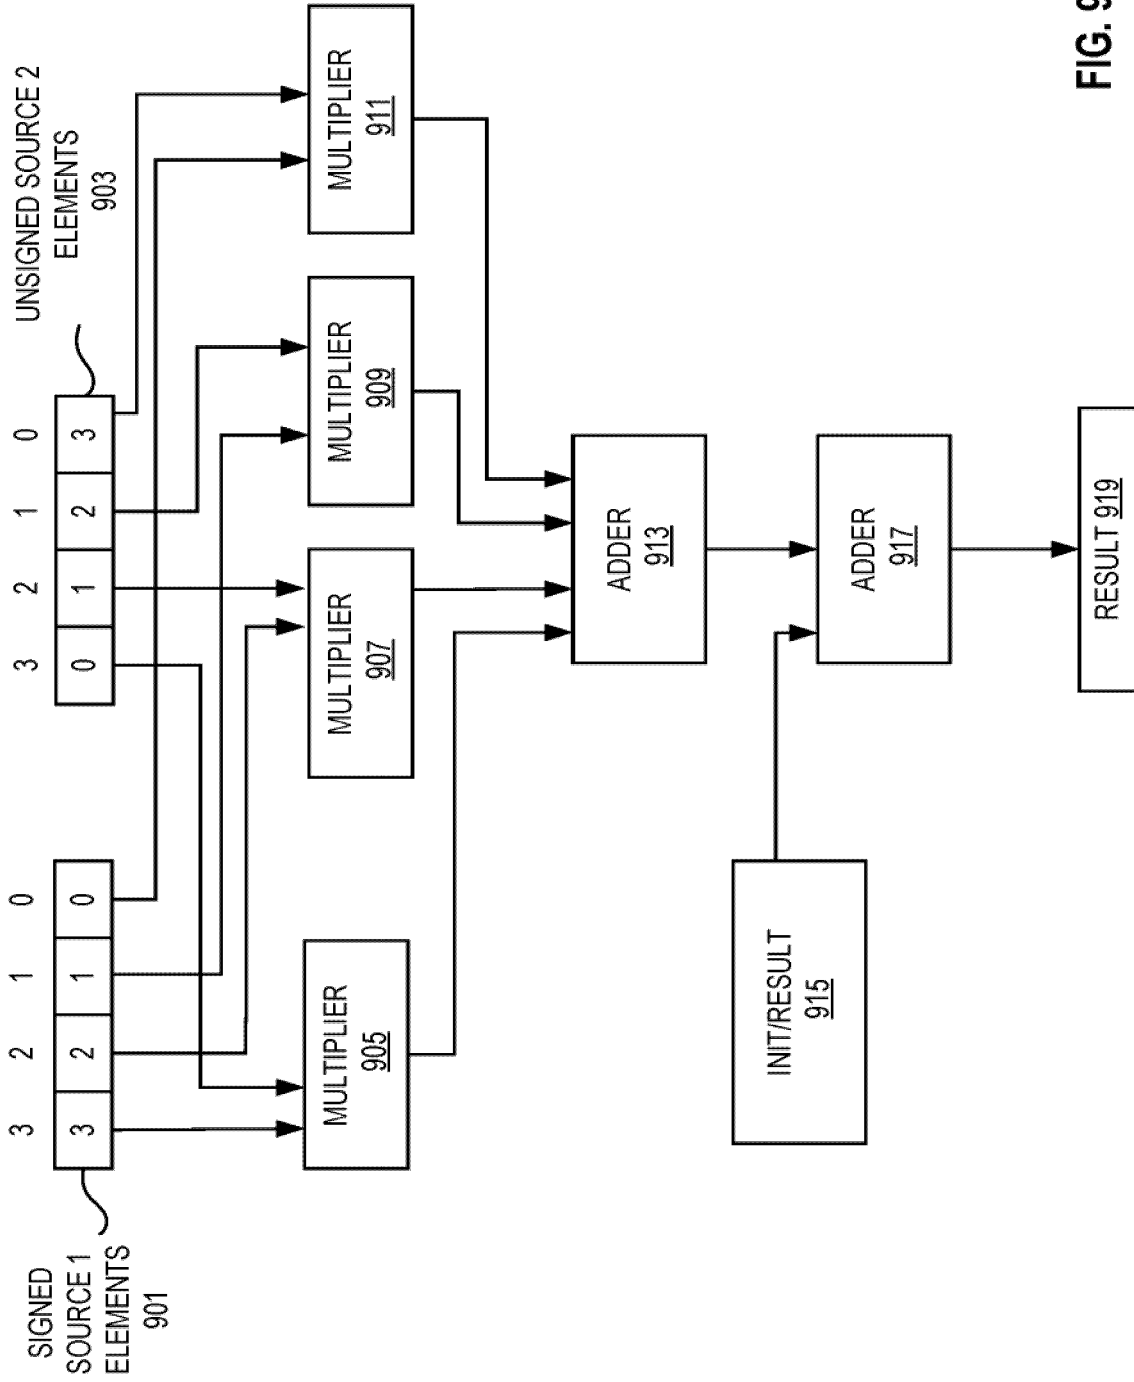 SIGNED
SOURCE 1
ELEMENTS
901
3 2 1 0
3 2 1 0
UNSIGNED SOURCE 2
ELEMENTS
903
3 2 1 0
0 1 2 3
MULTIPLIER
905
MULTIPLIER
907
MULTIPLIER
909
MULTIPLIER
911
ADDER
913
INIT/RESULT
915
ADDER
917
RESULT 919
FIG. 9